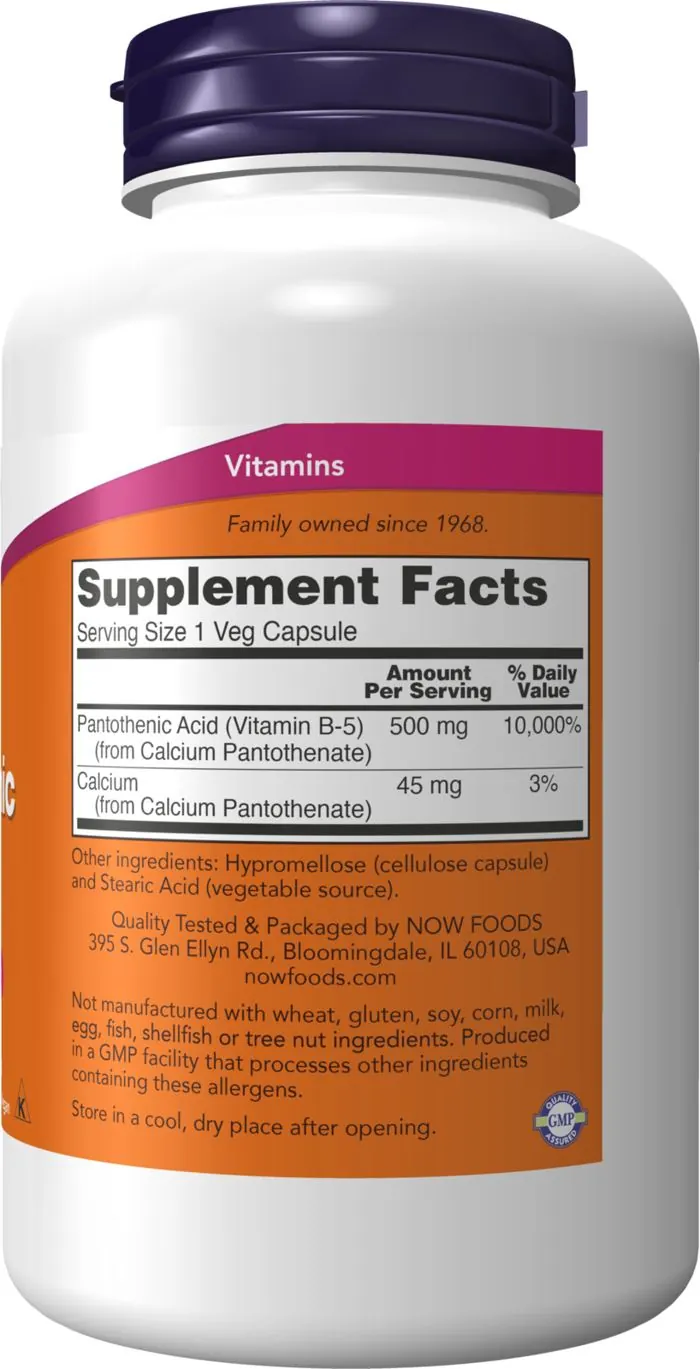 Vitamins
Family owned since 1968.
Supplement Facts
Serving Size 1 Veg Capsule
Amount Per Serving % Daily Value
Pantothenic Acid (Vitamin B-5) 500 mg 10,000%
(from Calcium Pantothenate)
Calcium 45 mg 3%
(from Calcium Pantothenate)
ic
Other ingredients: Hypromellose (cellulose capsule)
and Stearic Acid (vegetable source).
Quality Tested & Packaged by NOW FOODS
395 S. Glen Ellyn Rd., Bloomingdale, IL 60108, USA
nowfoods.com
Not manufactured with wheat, gluten, soy, corn, milk,
egg, fish, shellfish or tree nut ingredients. Produced
in a GMP facility that processes other ingredients
containing these allergens.
Store in a cool, dry place after opening.
K
QUALITY
GMP
ASSURED